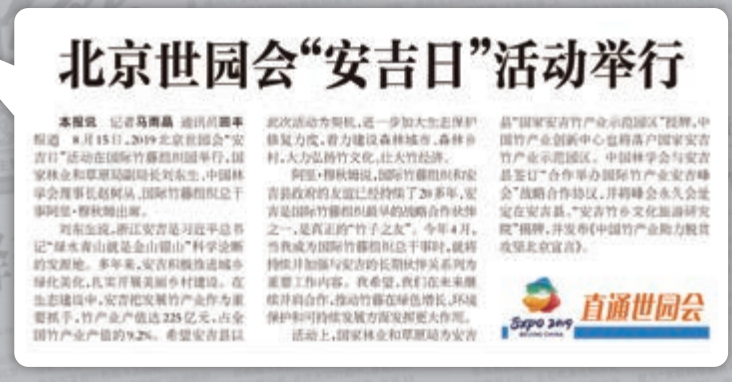 北京世园会“安吉日”活动举行
本报讯 记者马雨晶 通讯员田丰
报道 8月15日,2019北京世园会“安
吉日”活动在国际竹藤组织园举行,国
家林业和草原局副局长刘东生,中国林
学会理事长赵树丛,国际竹藤组织总干
事阿里·穆秋姆出席。
刘东生说,浙江安吉是习近平总书
记“绿水青山就是金山银山”科学论断
的发源地。多年来,安吉积极推进城乡
绿化美化,扎实开展美丽乡村建设。在
生态建设中,安吉把发展竹产业作为重
要抓手,竹产业产值达225亿元,占全
国竹产业产值的9.2%。希望安吉县以
此次活动为契机,进一步加大生态保护
修复力度,着力建设森林城市、森林乡
村,大力弘扬竹文化,壮大竹经济。
阿里·穆秋姆说,国际竹藤组织和安
吉县政府的友谊已经持续了20多年,安
吉是国际竹藤组织最早的战略合作伙伴
之一,是真正的“竹子之友”。今年4月,
当我成为国际竹藤组织总干事时,就将
持续并加强与安吉的长期伙伴关系列为
重要工作内容。我希望,我们在未来继
续并肩合作,推动竹藤在绿色增长、环境
保护和可持续发展方面发挥更大作用。
活动上,国家林业和草原局为安吉
县“国家安吉竹产业示范园区”授牌,中
国竹产业创新中心也将落户国家安吉
竹产业示范园区。中国林学会与安吉
县签订“合作举办国际竹产业安吉峰
会”战略合作协议,并将峰会永久会址
定在安吉县,“安吉竹乡文化旅游研究
院”揭牌,并发布《中国竹产业助力脱贫
攻坚北京宣言》。
Expo 2019
BEIJING CHINA
直通世园会